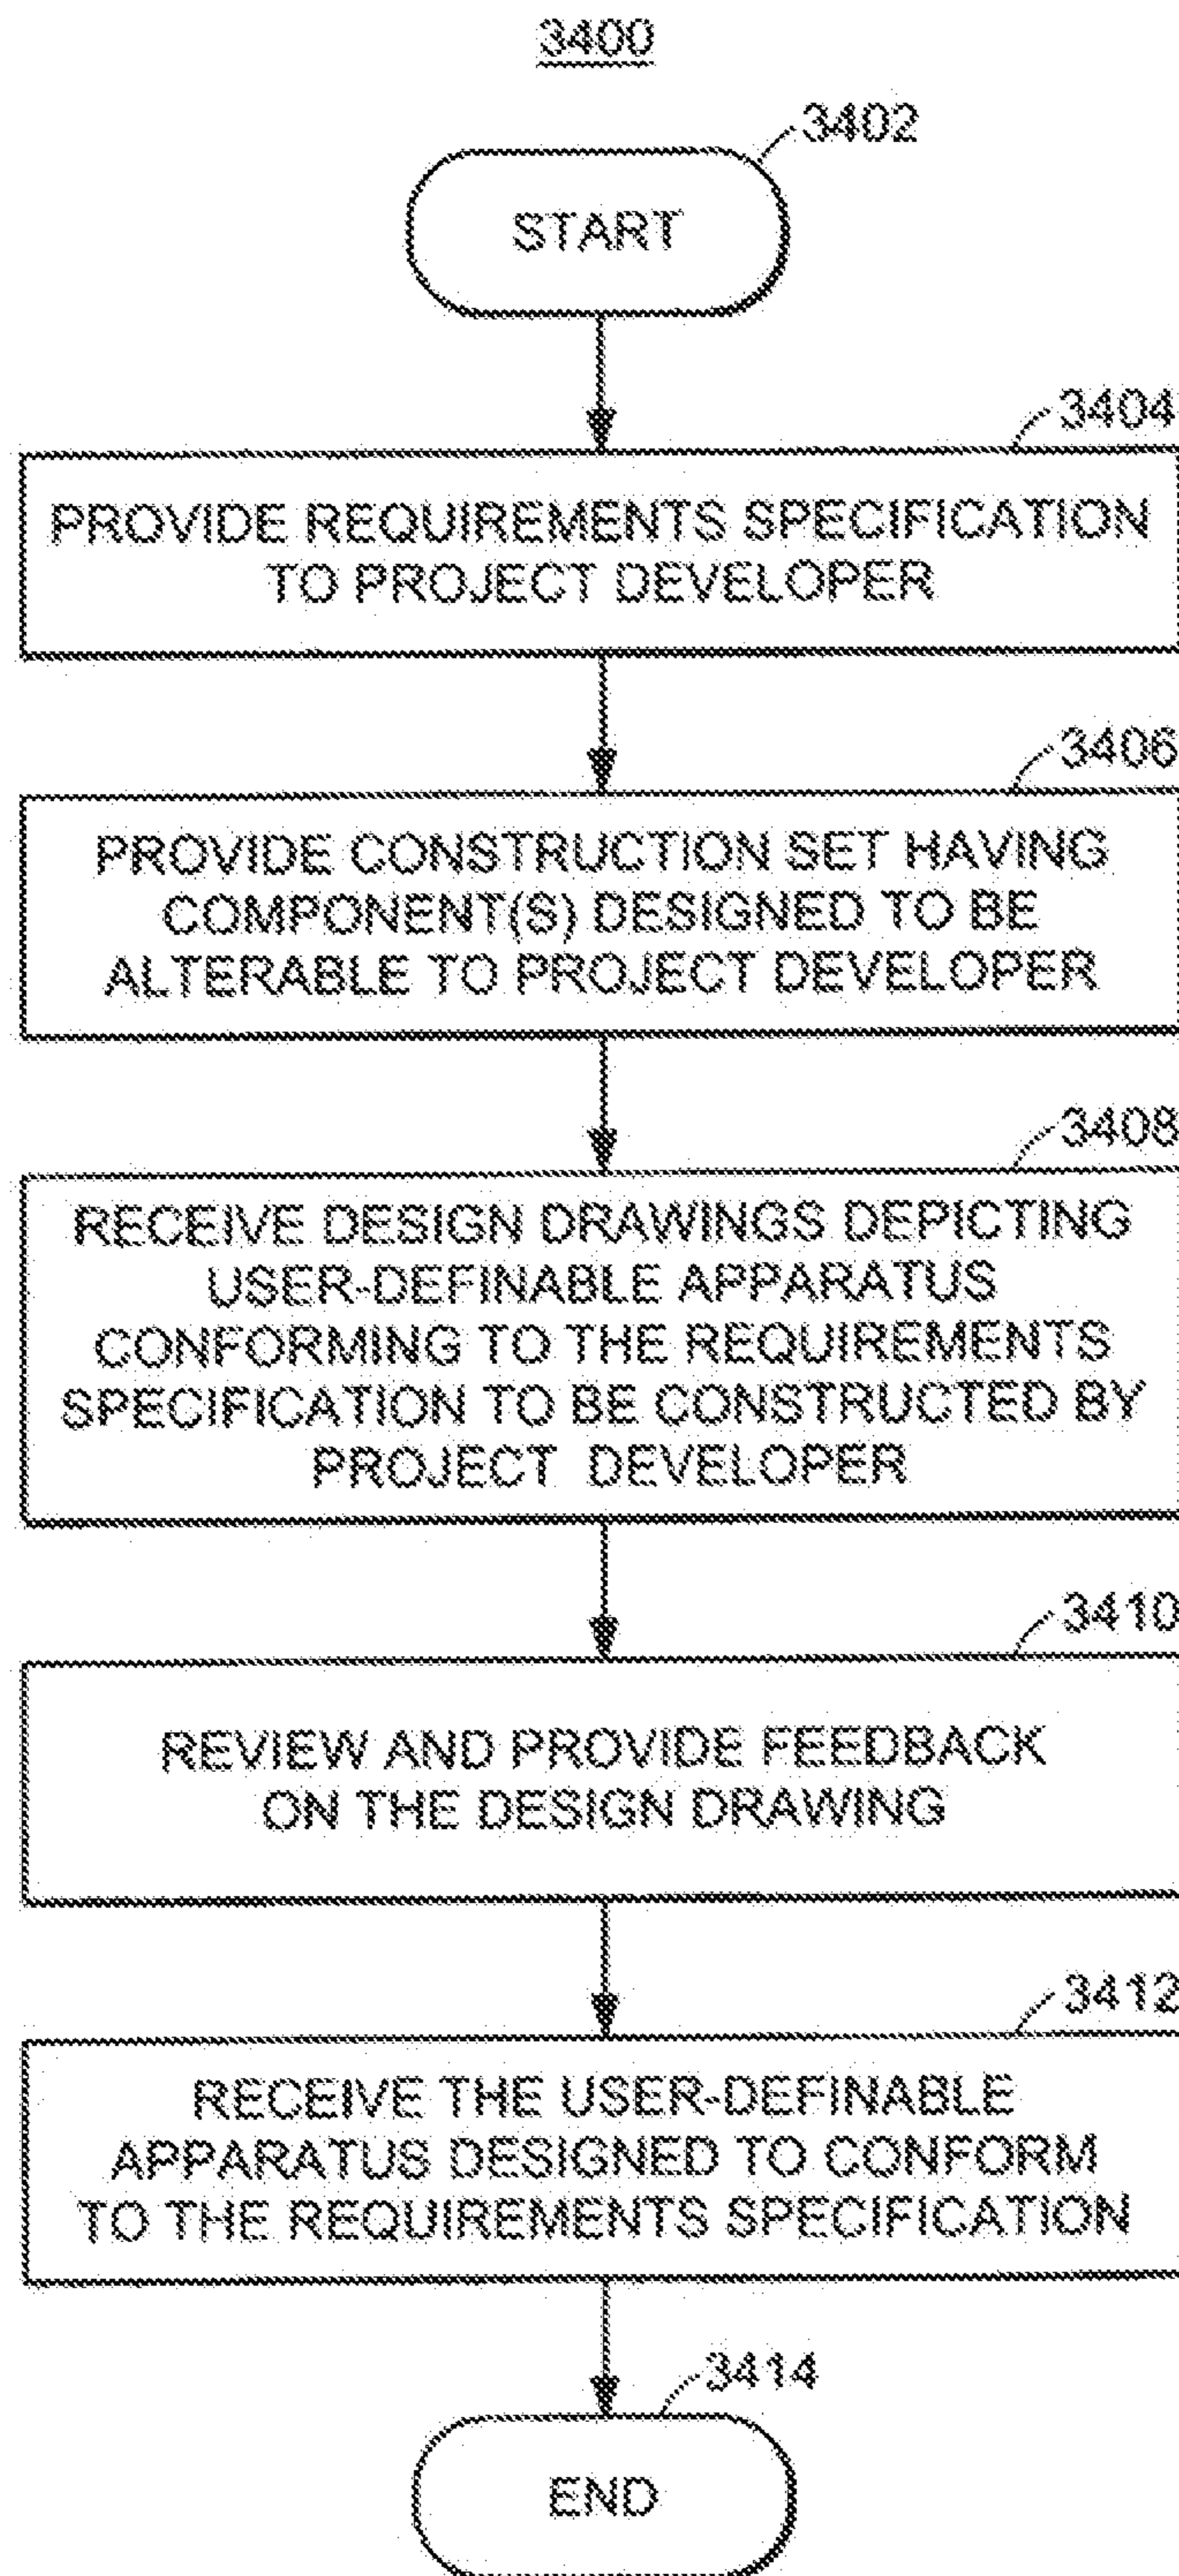 3400
3402
START
3404
PROVIDE REQUIREMENTS SPECIFICATION
TO PROJECT DEVELOPER
3406
PROVIDE CONSTRUCTION SET HAVING
COMPONENT(S) DESIGNED TO BE
ALTERABLE TO PROJECT DEVELOPER
3408
RECEIVE DESIGN DRAWINGS DEPICTING
USER-DEFINABLE APPARATUS
CONFORMING TO THE REQUIREMENTS
SPECIFICATION TO BE CONSTRUCTED BY
PROJECT DEVELOPER
3410
REVIEW AND PROVIDE FEEDBACK
ON THE DESIGN DRAWING
3412
RECEIVE THE USER-DEFINABLE
APPARATUS DESIGNED TO CONFORM
TO THE REQUIREMENTS SPECIFICATION
3414
END